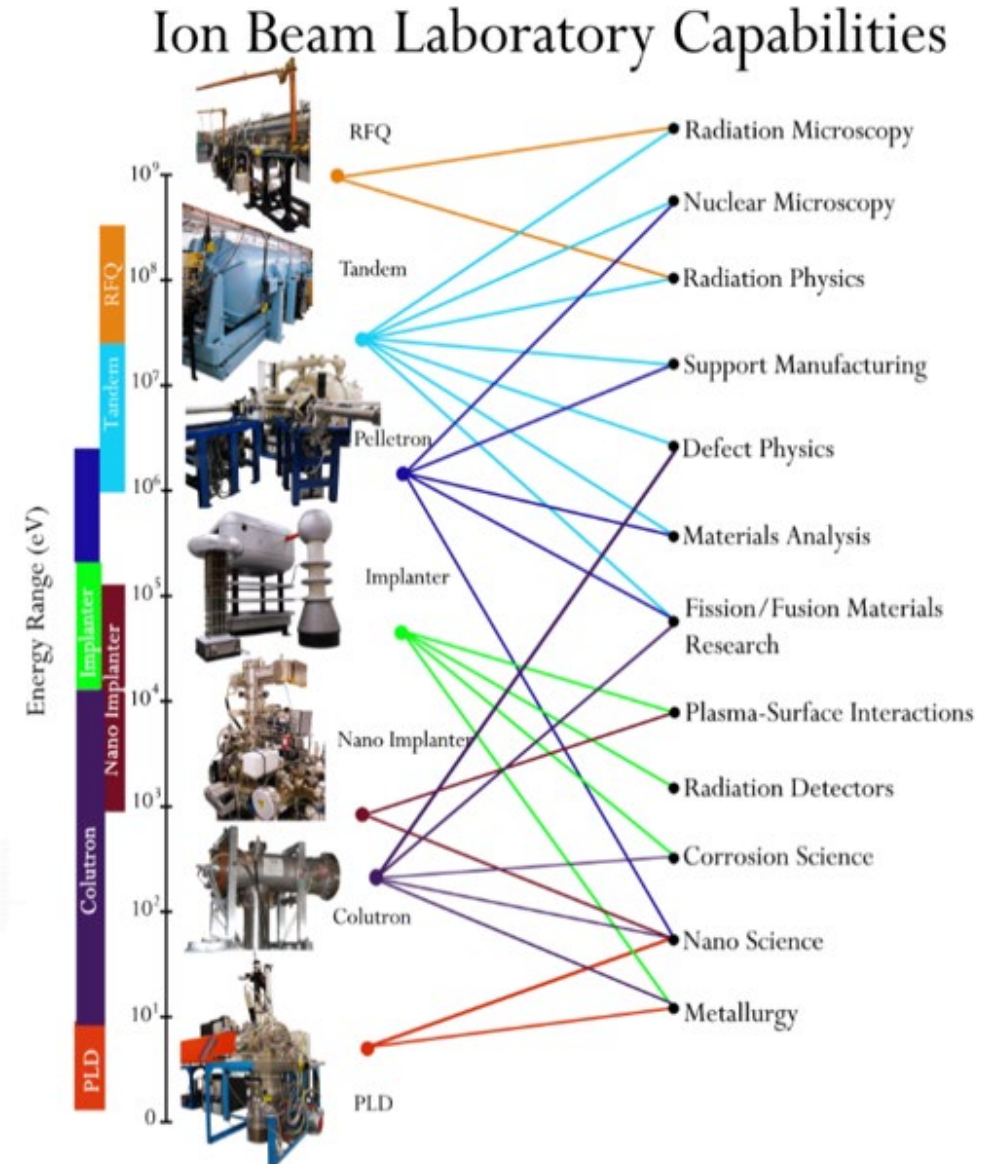 Ion Beam Laboratory Capabilities
RFQ
Tandem
Pelletron
Implanter
Nano Implanter
Colutron
PLD
Radiation Microscopy
Nuclear Microscopy
Radiation Physics
Support Manufacturing
Defect Physics
Materials Analysis
Fission/Fusion Materials
Research
Plasma-Surface Interactions
Radiation Detectors
Corrosion Science
Nano Science
Metallurgy
Energy Range (eV)
10⁹
10⁸
10⁷
10⁶
10⁵
10⁴
10³
10²
10¹
0
RFQ
Tandem
Implanter
Nano Implanter
Colutron
PLD